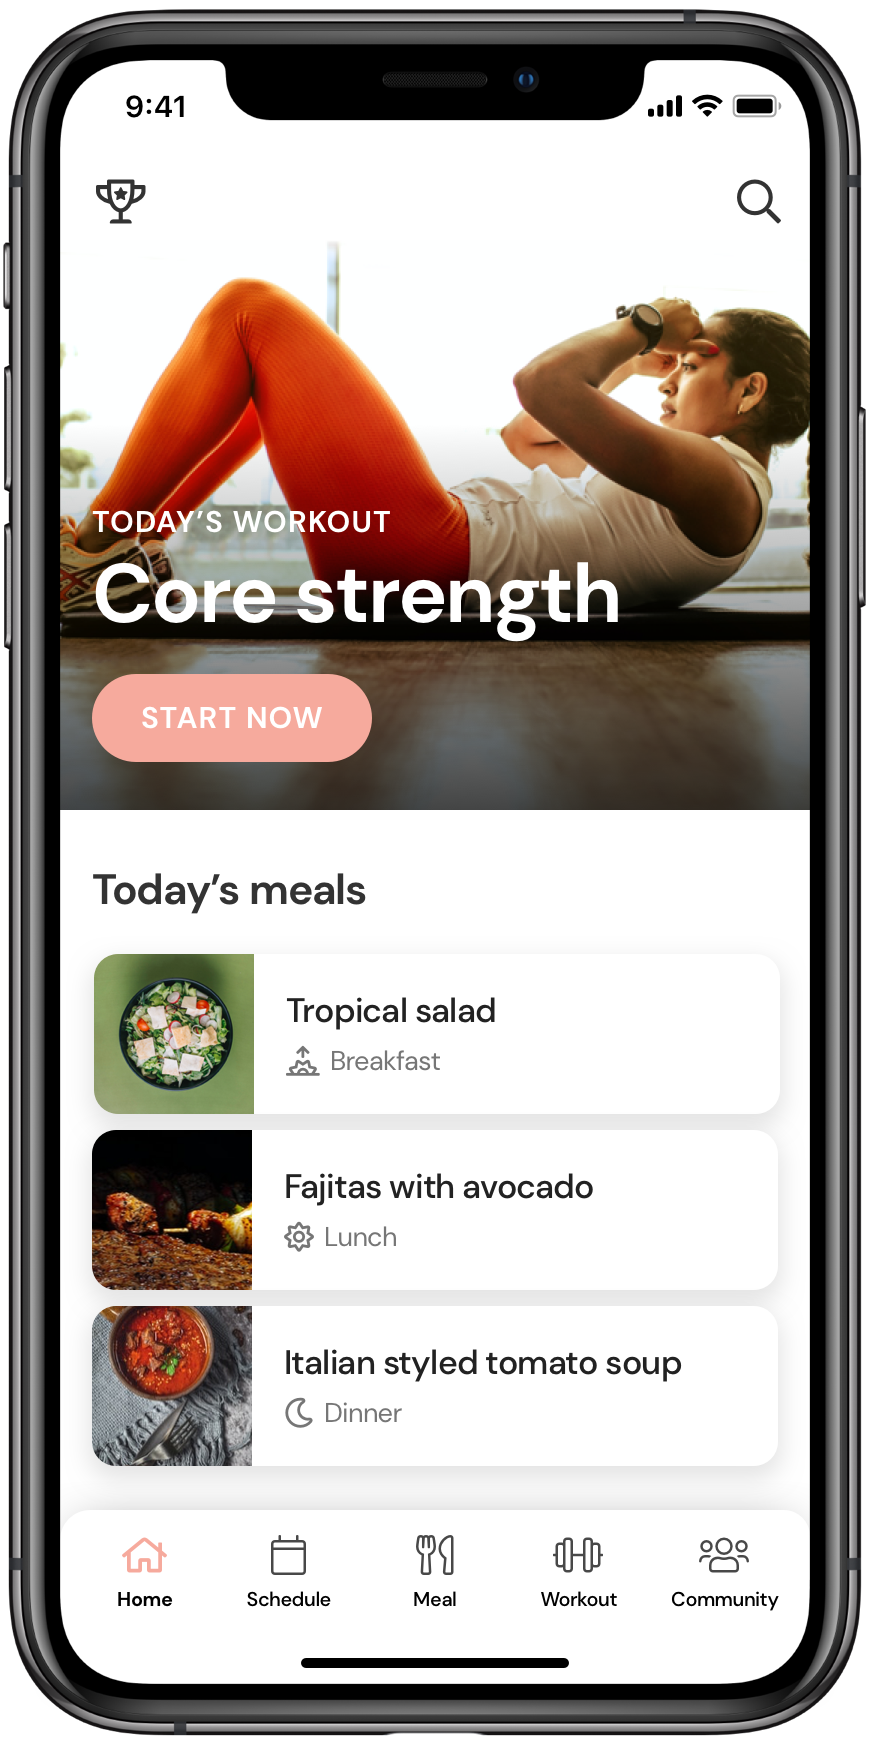 9:41
TODAY’S WORKOUT
Core strength
START NOW
Today’s meals
Tropical salad
Breakfast
Fajitas with avocado
Lunch
Italian styled tomato soup
Dinner
Home
Schedule
Meal
Workout
Community